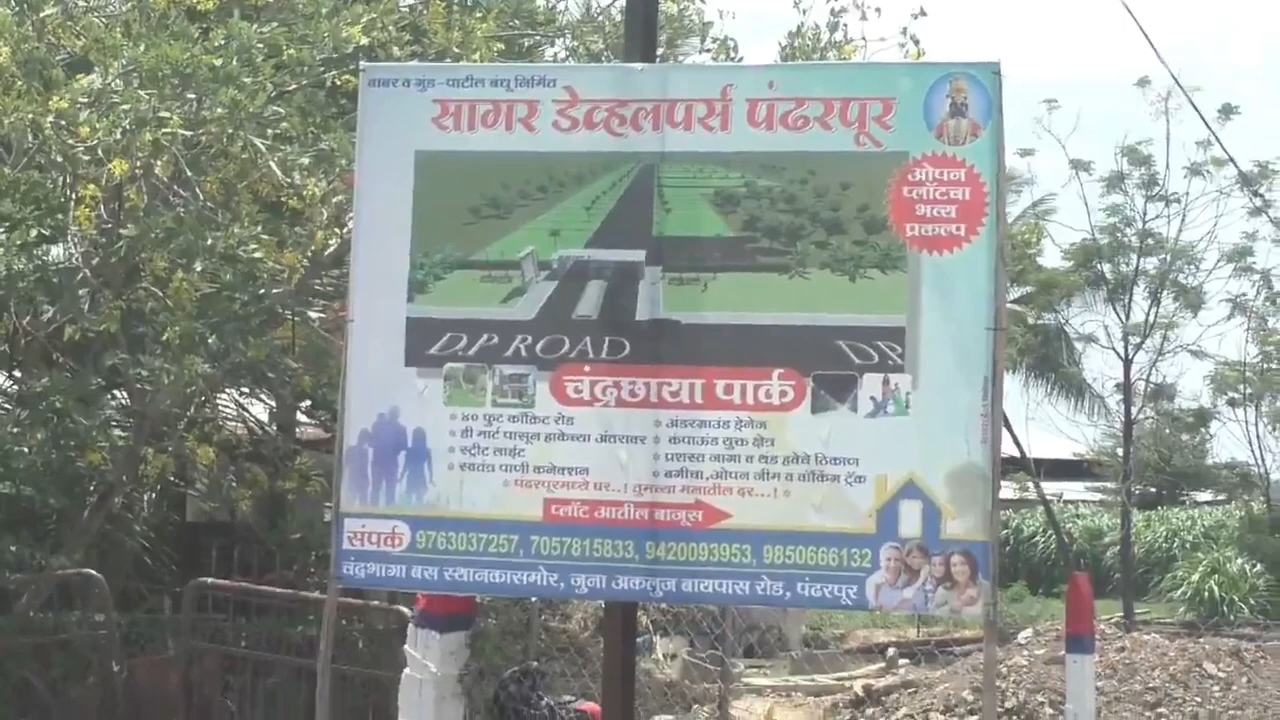 बाबर व गुंड-पाटील बंधू निर्मित
सागर डेव्हलपर्स पंढरपूर
ओपन
प्लॉटचा
भव्य
प्रकल्प
D.P ROAD
D.P
चंद्रछाया पार्क
४० फुट काँक्रिट रोड
डी मार्ट पासून हाकेच्या अंतरावर
स्ट्रीट लाईट
स्वतंत्र पाणी कनेक्शन
अंडरग्राउंड ड्रेनेज
कंपाऊंड युक्त क्षेत्र
प्रशस्त जागा व थंड हवेचे ठिकाण
बगीचा,ओपन जीम व वॉकिंग ट्रॅक
पंढरपूरमध्ये घर..! तुमच्या मनातील दर...!
प्लॉट आतील बाजूस
संपर्क 9763037257, 7057815833, 9420093953, 9850666132
चंद्रभागा बस स्थानकासमोर, जुना अकलुज बायपास रोड, पंढरपूर